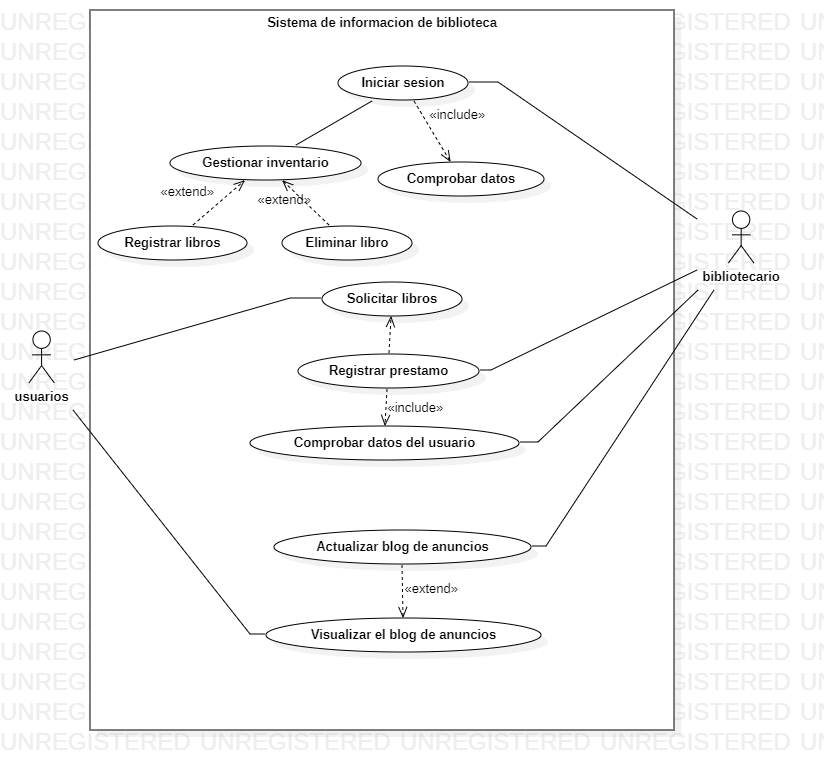 Sistema de informacion de biblioteca
Iniciar sesion
«include»
Gestionar inventario
Comprobar datos
«extend»
«extend»
Registrar libros
Eliminar libro
bibliotecario
Solicitar libros
Registrar prestamo
usuarios
«include»
Comprobar datos del usuario
Actualizar blog de anuncios
«extend»
Visualizar el blog de anuncios
UNREGISTERED UNREGISTERED UNREGISTERED UNREGISTERED UN